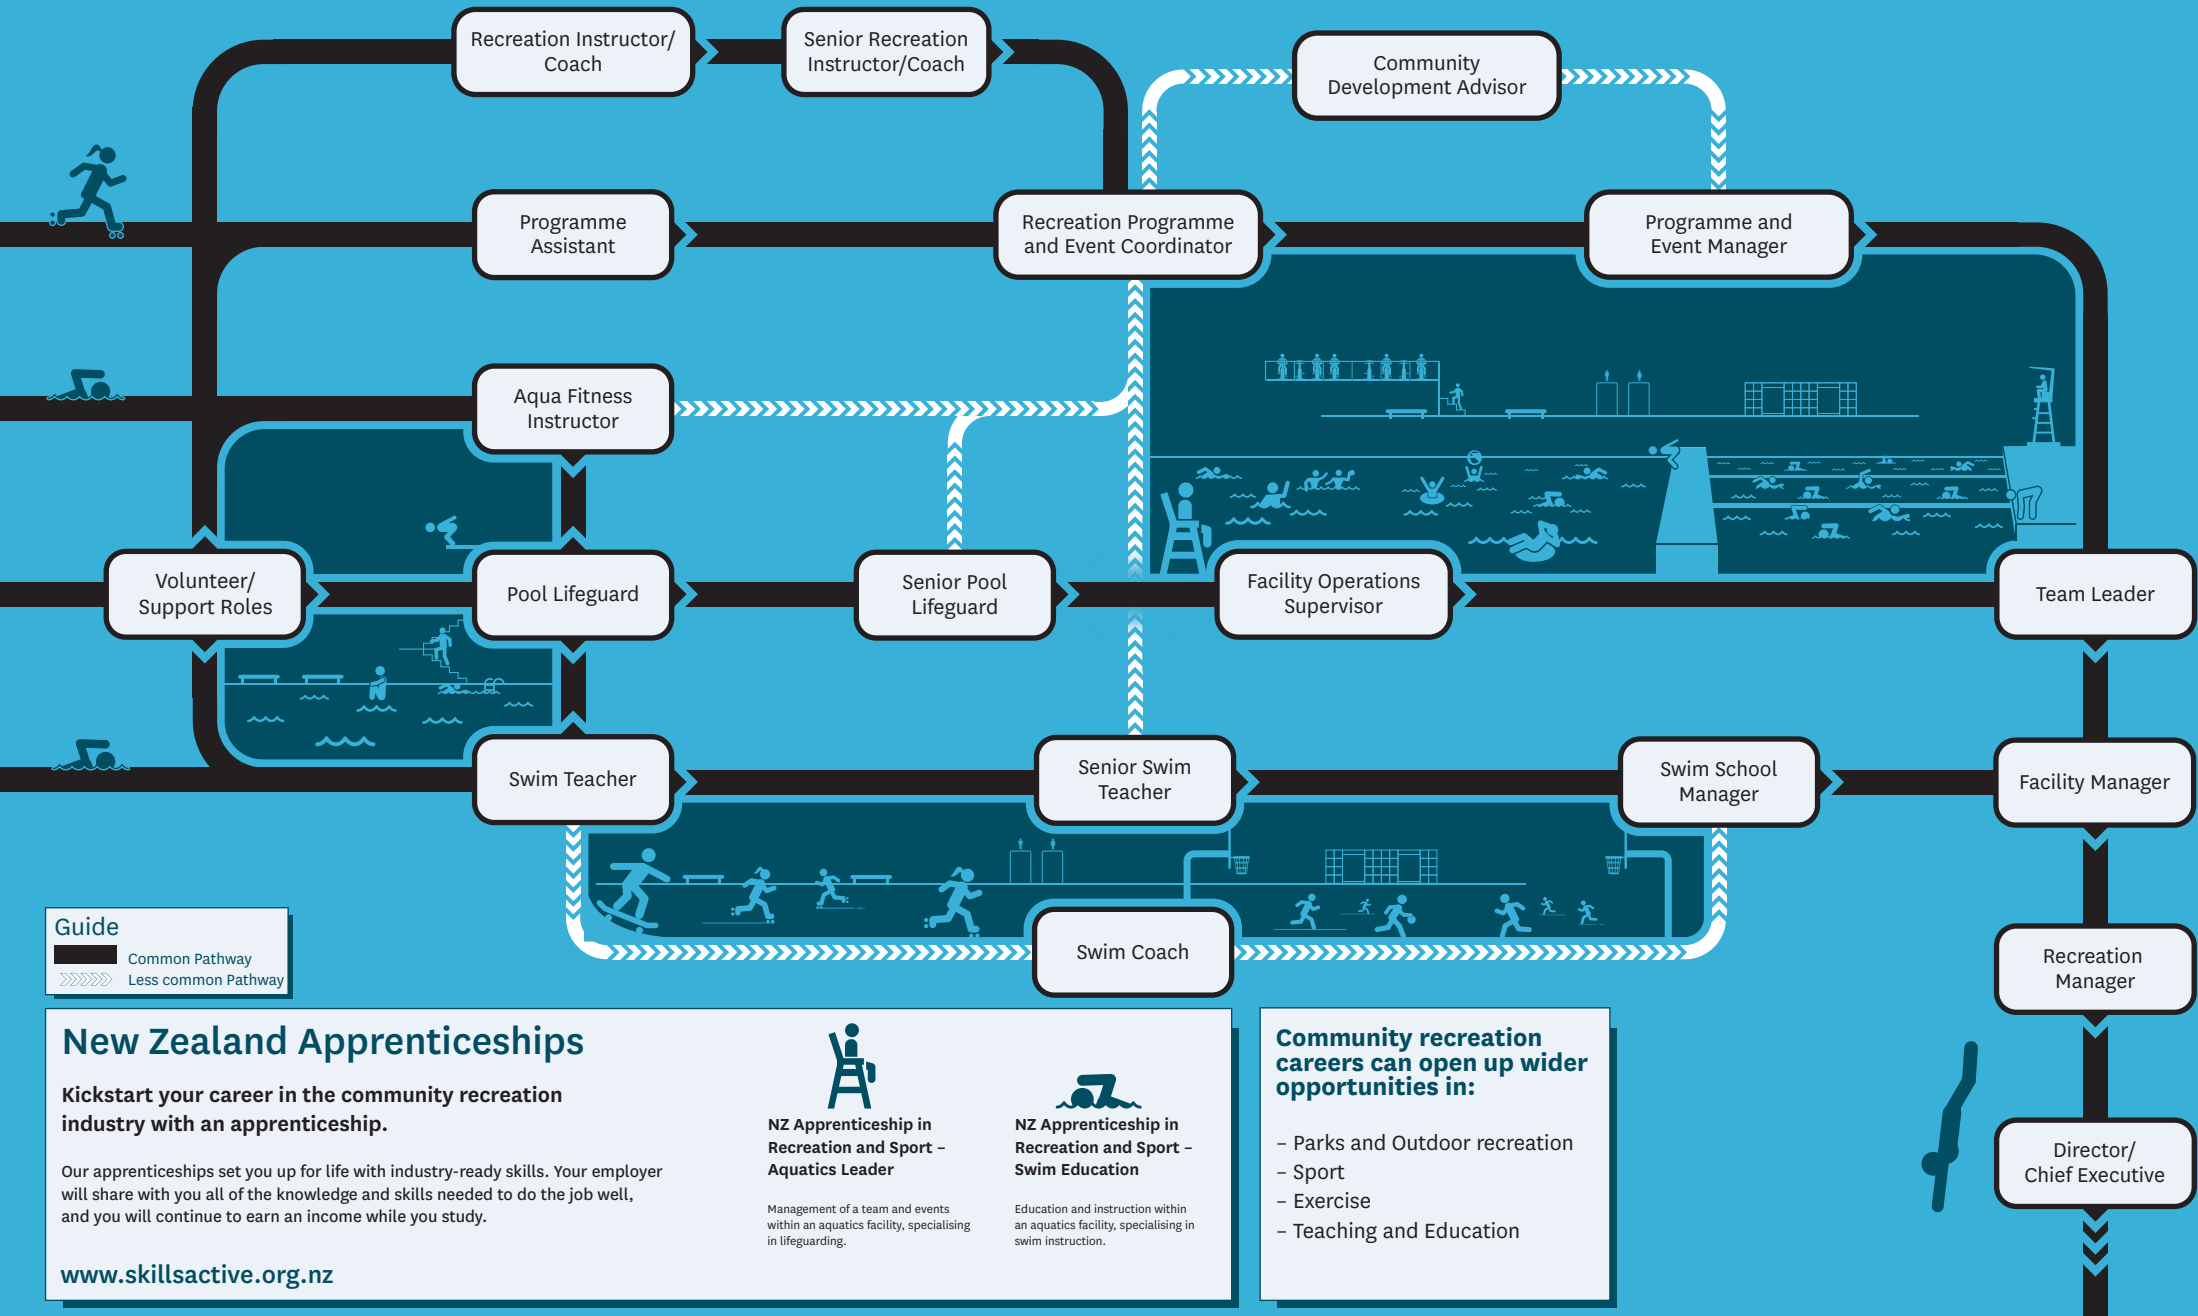 Recreation Instructor/
Coach
Senior Recreation
Instructor/Coach
Community
Development Advisor
Programme
Assistant
Recreation Programme
and Event Coordinator
Programme and
Event Manager
Aqua Fitness
Instructor
Volunteer/
Support Roles
Pool Lifeguard
Senior Pool
Lifeguard
Facility Operations
Supervisor
Team Leader
Swim Teacher
Senior Swim
Teacher
Swim School
Manager
Facility Manager
Swim Coach
Recreation
Manager
Director/
Chief Executive
Guide
Common Pathway
Less common Pathway
New Zealand Apprenticeships
Kickstart your career in the community recreation
industry with an apprenticeship.
Our apprenticeships set you up for life with industry-ready skills. Your employer
will share with you all of the knowledge and skills needed to do the job well,
and you will continue to earn an income while you study.
www.skillsactive.org.nz
NZ Apprenticeship in
Recreation and Sport –
Aquatics Leader
Management of a team and events
within an aquatics facility, specialising
in lifeguarding.
NZ Apprenticeship in
Recreation and Sport –
Swim Education
Education and instruction within
an aquatics facility, specialising in
swim instruction.
Community recreation
careers can open up wider
opportunities in:
– Parks and Outdoor recreation
– Sport
– Exercise
– Teaching and Education